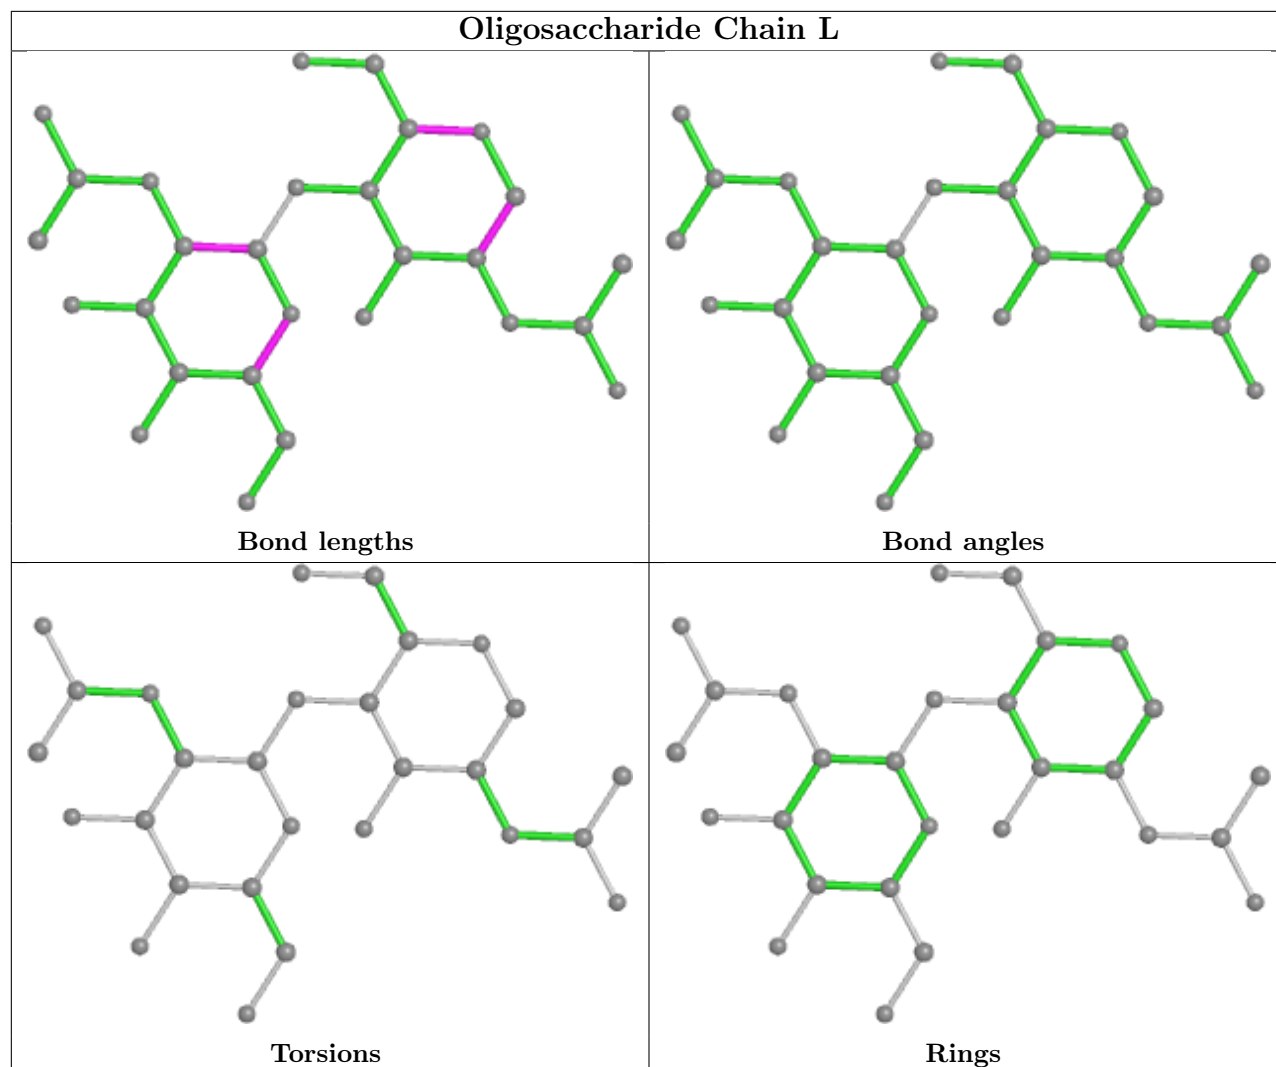 Oligosaccharide Chain L
Bond lengths
Bond angles
Torsions
Rings